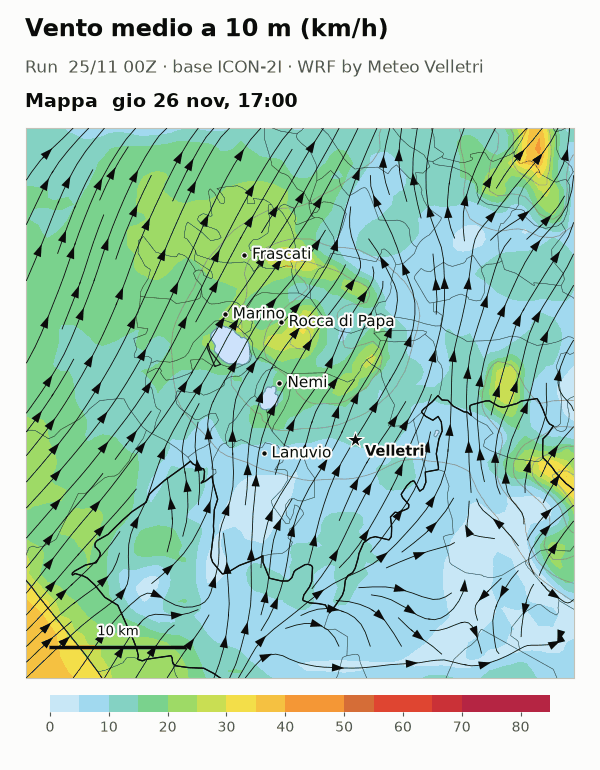 Vento medio a 10 m (km/h)
Run 25/11 00Z · base ICON-2I · WRF by Meteo Velletri
Mappa gio 26 nov, 17:00
Frascati
Marino
Rocca di Papa
Nemi
Velletri
Lanuvio
10 km
0 10 20 30 40 50 60 70 80